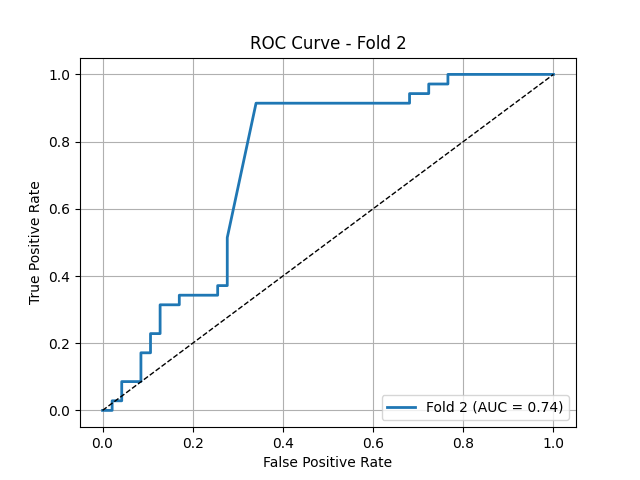 ROC Curve - Fold 2
True Positive Rate
1.0
0.8
0.6
0.4
0.2
0.0
Fold 2 (AUC = 0.74)
0.0 0.2 0.4 0.6 0.8 1.0
False Positive Rate